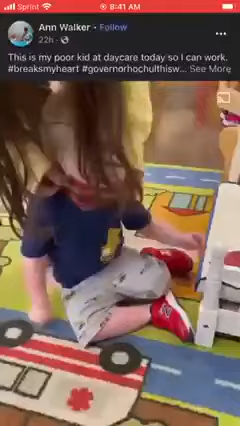 Sprint
8:41 AM
Ann Walker · Follow
22h ·
This is my poor kid at daycare today so I can work.
#breaksmyheart #governorhochulthisw... See More